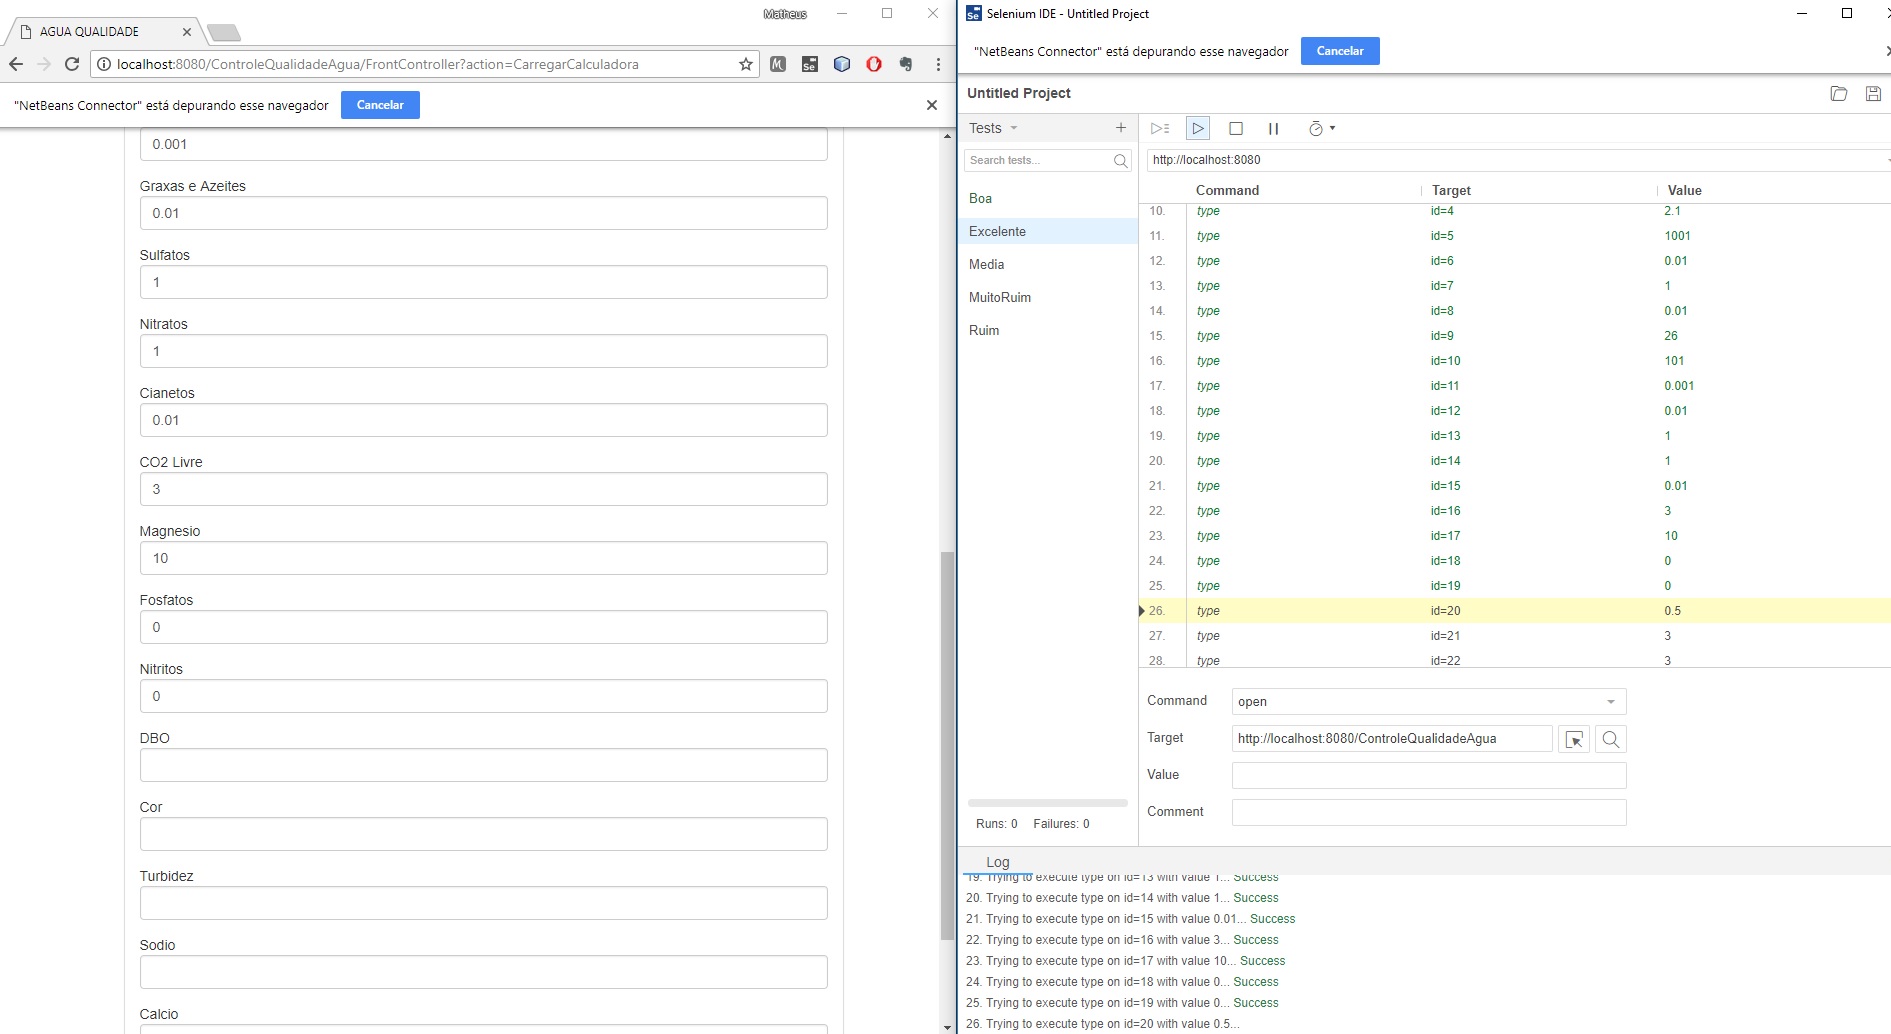 AGUA QUALIDADE
Matheus
localhost:8080/ControleQualidadeAgua/FrontController?action=CarregarCalculadora
"NetBeans Connector" está depurando esse navegador
Cancelar
0.001
Graxas e Azeites
0.01
Sulfatos
1
Nitratos
1
Cianetos
0.01
CO2 Livre
3
Magnesio
10
Fosfatos
0
Nitritos
0
DBO
Cor
Turbidez
Sodio
Calcio
Se Selenium IDE - Untitled Project
"NetBeans Connector" está depurando esse navegador
Cancelar
Untitled Project
Tests
Search tests...
Boa
Excelente
Media
MuitoRuim
Ruim
Runs: 0 Failures: 0
http://localhost:8080
Command Target Value
10. type id=4 2.1
11. type id=5 1001
12. type id=6 0.01
13. type id=7 1
14. type id=8 0.01
15. type id=9 26
16. type id=10 101
17. type id=11 0.001
18. type id=12 0.01
19. type id=13 1
20. type id=14 1
21. type id=15 0.01
22. type id=16 3
23. type id=17 10
24. type id=18 0
25. type id=19 0
26. type id=20 0.5
27. type id=21 3
28. type id=22 3
Command open
Target http://localhost:8080/ControleQualidadeAgua
Value
Comment
Log
19. Trying to execute type on id=13 with value 1... Success
20. Trying to execute type on id=14 with value 1... Success
21. Trying to execute type on id=15 with value 0.01... Success
22. Trying to execute type on id=16 with value 3... Success
23. Trying to execute type on id=17 with value 10... Success
24. Trying to execute type on id=18 with value 0... Success
25. Trying to execute type on id=19 with value 0... Success
26. Trying to execute type on id=20 with value 0.5...